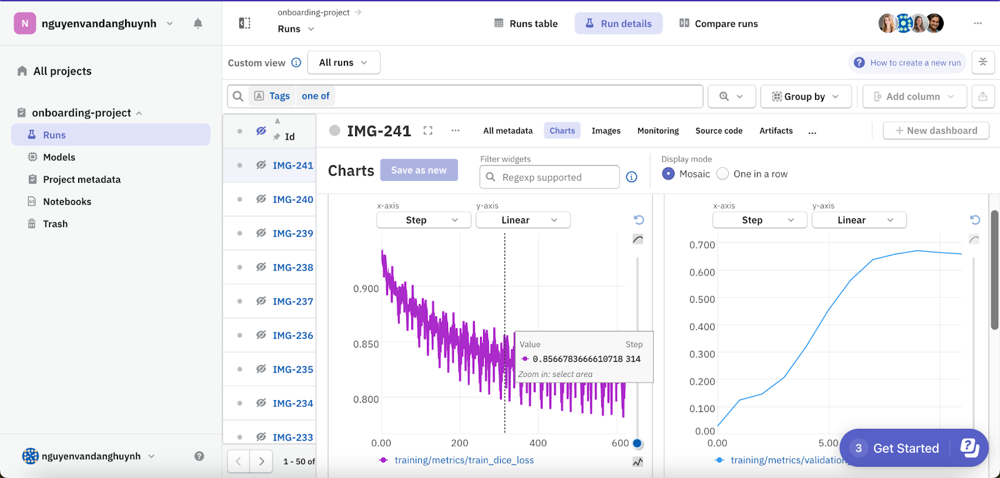 N nguyenvandanghuynh
All projects
onboarding-project
Runs
Models
Project metadata
Notebooks
Trash
nguyenvandanghuynh
?
onboarding-project
Runs
Runs table
Run details
Compare runs
Custom view
All runs
? How to create a new run
A Tags one of
Group by
Add column
A
Id
IMG-241
IMG-240
IMG-239
IMG-238
IMG-237
IMG-236
IMG-235
IMG-234
IMG-233
1 - 50 of
IMG-241
All metadata
Charts
Images
Monitoring
Source code
Artifacts
...
+ New dashboard
Charts
Save as new
Filter widgets
Regexp supported
Display mode
Mosaic
One in a row
x-axis
y-axis
Step
Linear
0.900
0.850
0.800
0.00 200 400 600
Value Step
0.8566783666610718 314
Zoom in: select area
training/metrics/train_dice_loss
x-axis
y-axis
Step
Linear
0.700
0.600
0.500
0.400
0.300
0.200
0.100
0.00
0.00 5.00
training/metrics/validation_
3 Get Started
?